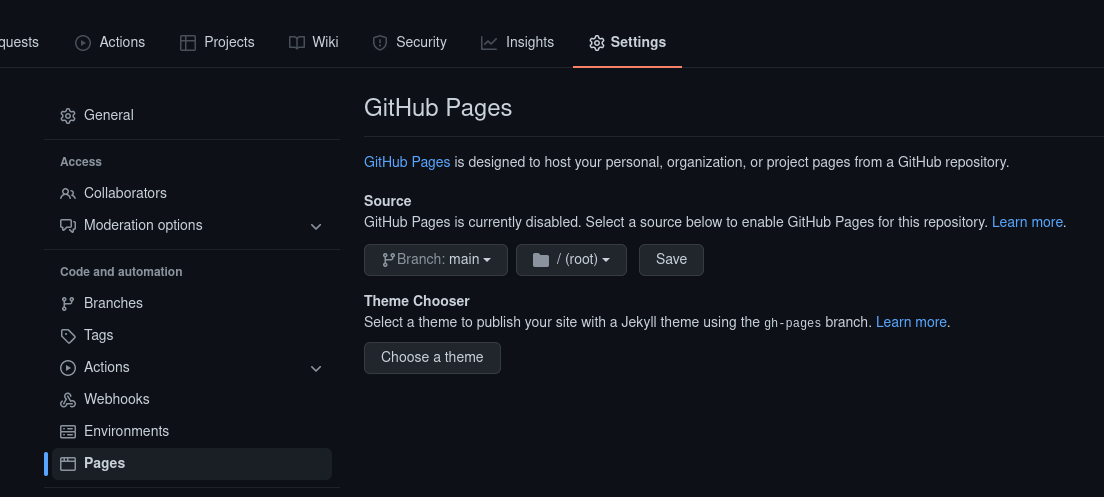 quests Actions Projects Wiki Security Insights Settings
General
Access
Collaborators
Moderation options
Code and automation
Branches
Tags
Actions
Webhooks
Environments
Pages
GitHub Pages
GitHub Pages is designed to host your personal, organization, or project pages from a GitHub repository.
Source
GitHub Pages is currently disabled. Select a source below to enable GitHub Pages for this repository. Learn more.
Branch: main / (root) Save
Theme Chooser
Select a theme to publish your site with a Jekyll theme using the gh-pages branch. Learn more.
Choose a theme